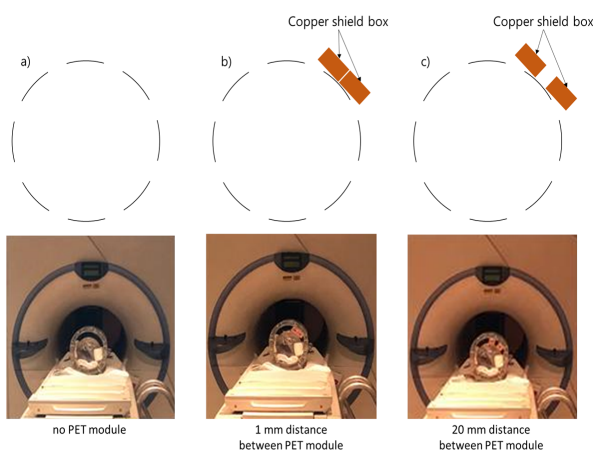 Copper shield box
Copper shield box
a)
b)
c)
no PET module
1 mm distance
between PET module
20 mm distance
between PET module